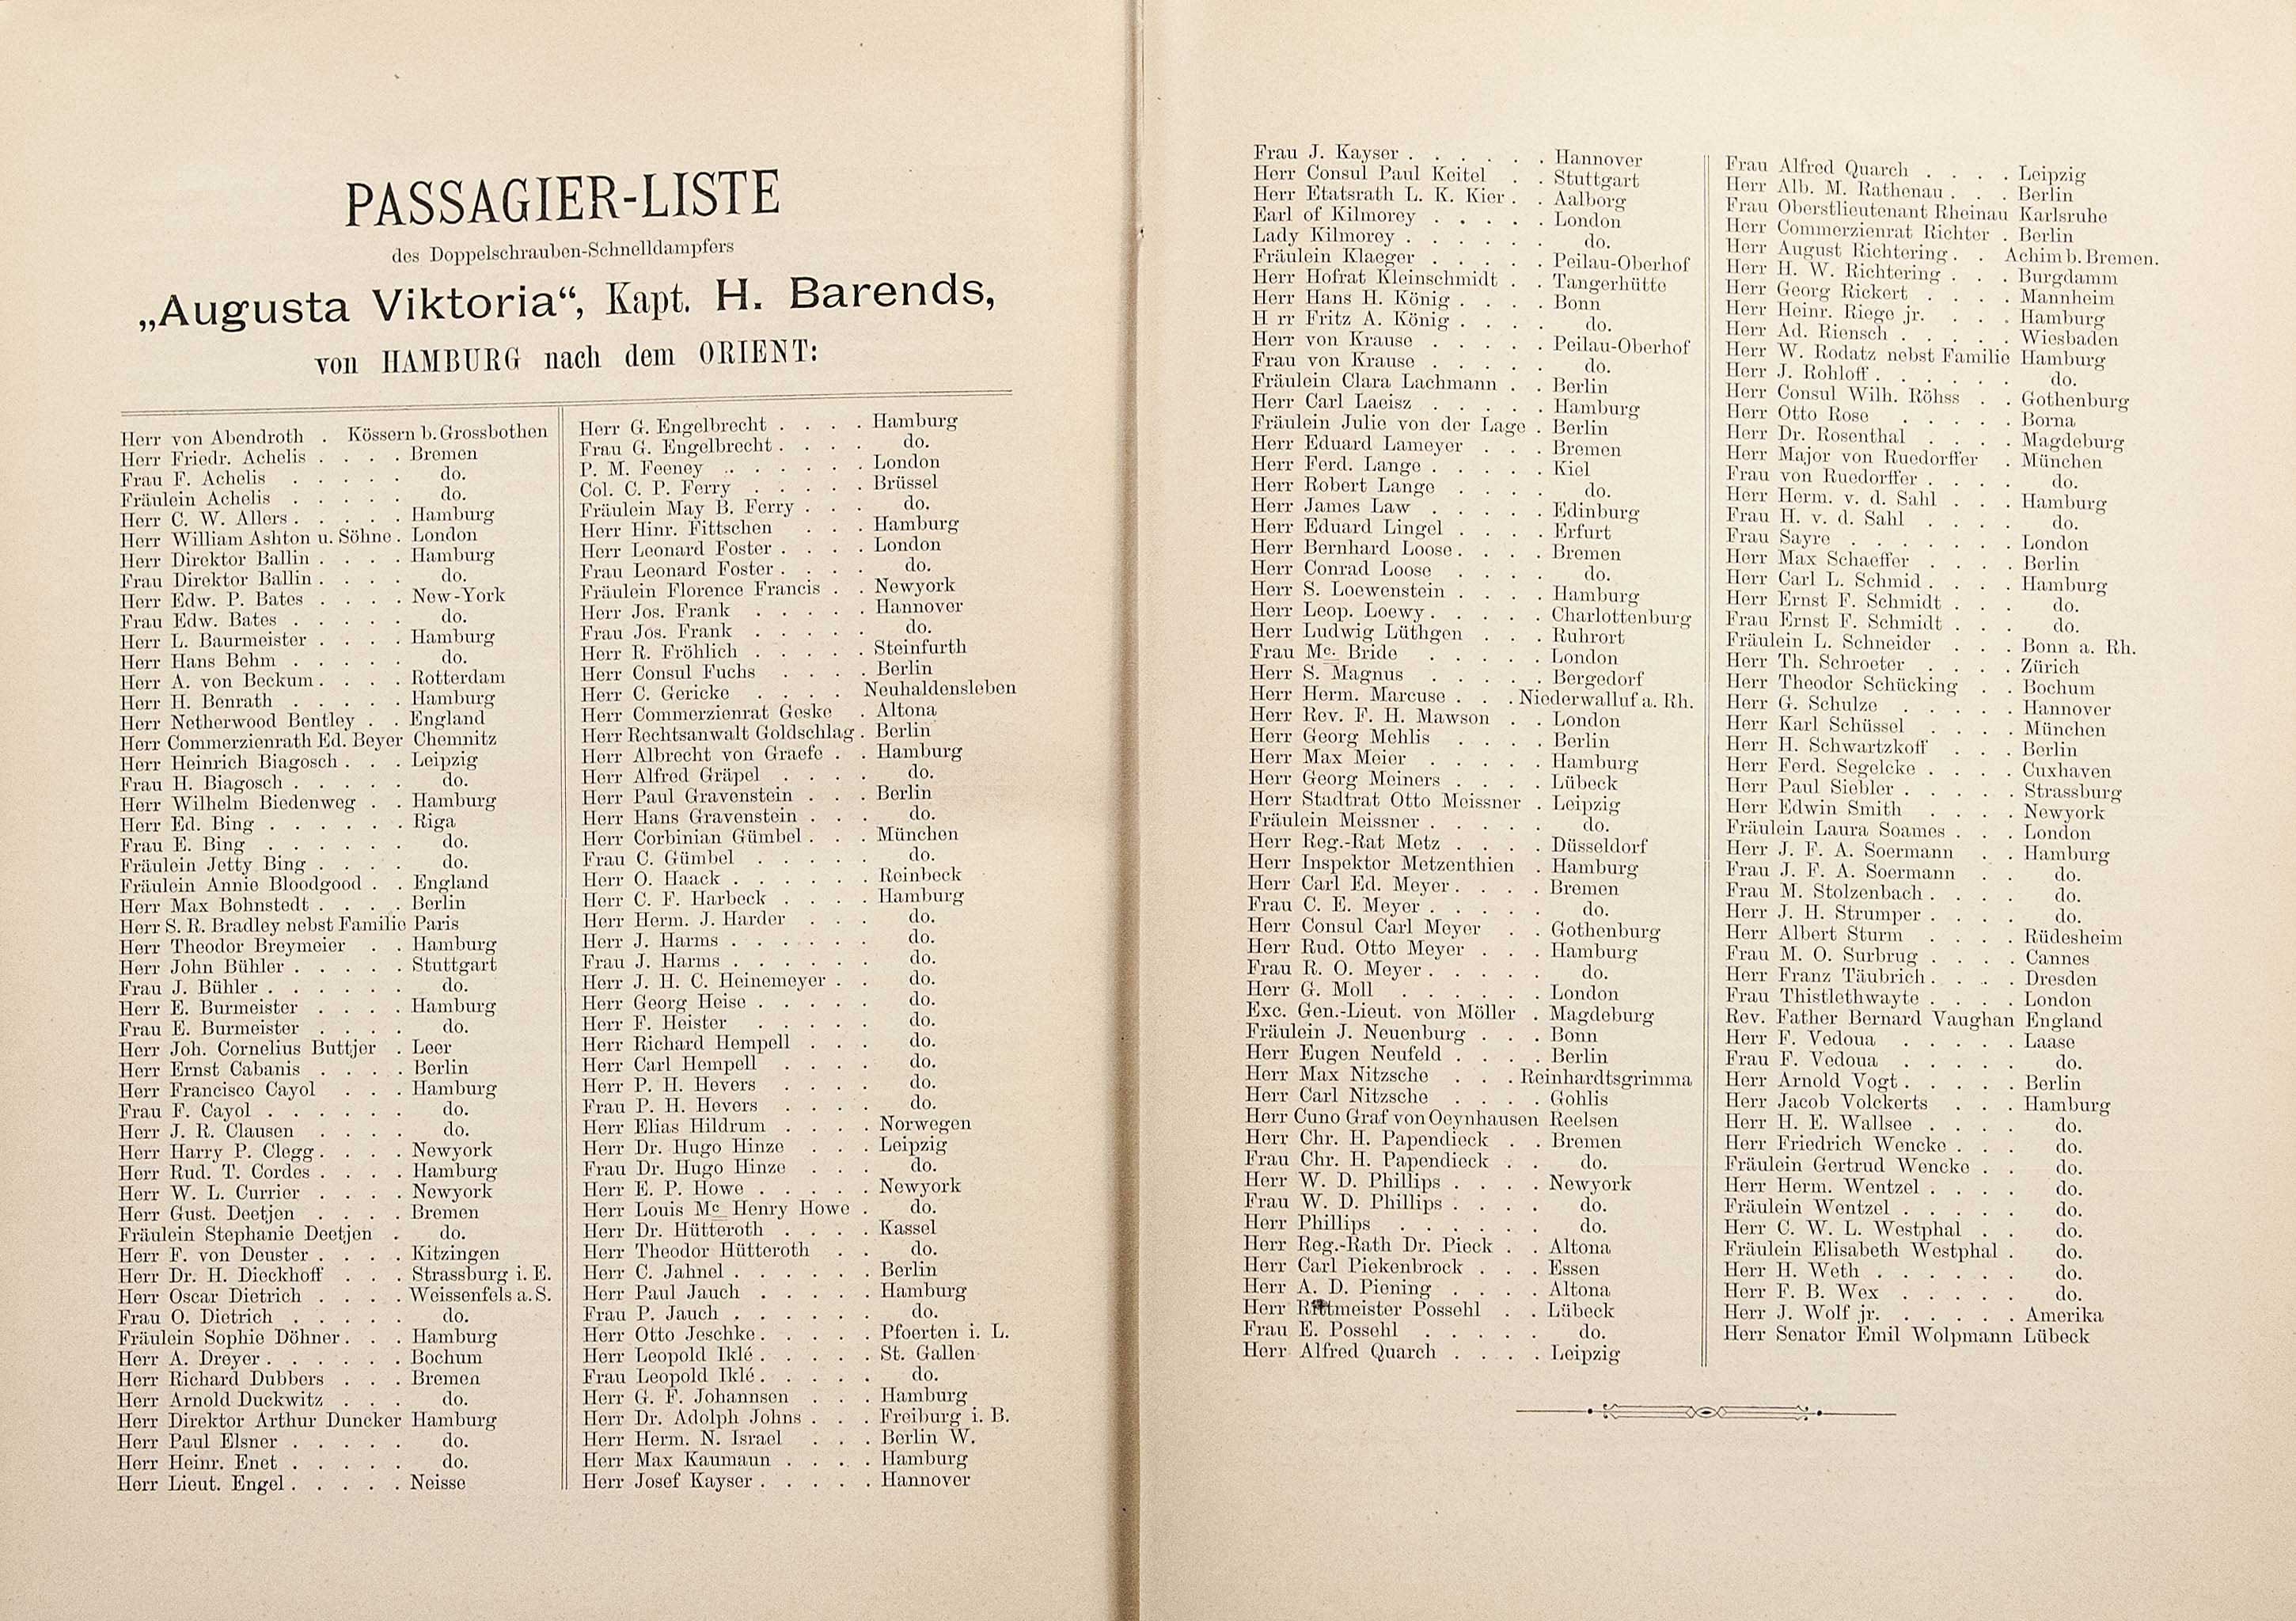 PASSAGIER-LISTE
des Doppelschrauben-Schnelldampfers
„Augusta Viktoria“, Kapt. H. Barends,
von HAMBURG nach dem ORIENT:
Herr von Abendroth . Kössern b. Grossbothen
Herr Friedr. Achelis . . . . Bremen
Frau F. Achelis . . . . . do.
Fräulein Achelis . . . . . do.
Herr C. W. Allers . . . . . Hamburg
Herr William Ashton u. Söhne . London
Herr Direktor Ballin . . . . Hamburg
Frau Direktor Ballin . . . . do.
Herr Edw. P. Bates . . . . New-York
Frau Edw. Bates . . . . . do.
Herr L. Baurmeister . . . . Hamburg
Herr Hans Behm . . . . . do.
Herr A. von Beckum . . . . Rotterdam
Herr H. Benrath . . . . . Hamburg
Herr Netherwood Bentley . . England
Herr Commerzienrath Ed. Beyer Chemnitz
Herr Heinrich Biagosch . . . Leipzig
Frau H. Biagosch . . . . . do.
Herr Wilhelm Biedenweg . . Hamburg
Herr Ed. Bing . . . . . . Riga
Frau E. Bing . . . . . . do.
Fräulein Jetty Bing . . . . do.
Fräulein Annie Bloodgood . . England
Herr Max Bohnstedt . . . . Berlin
Herr S. R. Bradley nebst Familie Paris
Herr Theodor Breymeier . . Hamburg
Herr John Bühler . . . . . Stuttgart
Frau J. Bühler . . . . . . do.
Herr E. Burmeister . . . . Hamburg
Frau E. Burmeister . . . . do.
Herr Joh. Cornelius Buttjer . Leer
Herr Ernst Cabanis . . . . Berlin
Herr Francisco Cayol . . . Hamburg
Frau F. Cayol . . . . . . do.
Herr J. R. Clausen . . . . do.
Herr Harry P. Clegg . . . . Newyork
Herr Rud. T. Cordes . . . . Hamburg
Herr W. L. Currier . . . . Newyork
Herr Gust. Deetjen . . . . Bremen
Fräulein Stephanie Deetjen . do.
Herr F. von Deuster . . . . Kitzingen
Herr Dr. H. Dieckhoff . . . Strassburg i. E.
Herr Oscar Dietrich . . . . Weissenfels a. S.
Frau O. Dietrich . . . . . do.
Fräulein Sophie Döhner . . . Hamburg
Herr A. Dreyer . . . . . . Bochum
Herr Richard Dubbers . . . Bremen
Herr Arnold Duckwitz . . . do.
Herr Direktor Arthur Duncker Hamburg
Herr Paul Elsner . . . . . do.
Herr Heinr. Enet . . . . . do.
Herr Lieut. Engel . . . . . Neisse
Herr G. Engelbrecht . . . . Hamburg
Frau G. Engelbrecht . . . . do.
P. M. Feeney . . . . . . London
Col. C. P. Ferry . . . . . Brüssel
Fräulein May B. Ferry . . . do.
Herr Hinr. Fittschen . . . Hamburg
Herr Leonard Foster . . . . London
Frau Leonard Foster . . . . do.
Fräulein Florence Francis . . Newyork
Herr Jos. Frank . . . . . Hannover
Frau Jos. Frank . . . . . do.
Herr R. Fröhlich . . . . . Steinfurth
Herr Consul Fuchs . . . . Berlin
Herr C. Gericke . . . . Neuhaldensleben
Herr Commerzienrat Geske . Altona
Herr Rechtsanwalt Goldschlag . Berlin
Herr Albrecht von Graefe . . Hamburg
Herr Alfred Gräpel . . . . do.
Herr Paul Gravenstein . . . Berlin
Herr Hans Gravenstein . . . do.
Herr Corbinian Gümbel . . . München
Frau C. Gümbel . . . . . do.
Herr O. Haack . . . . . . Reinbeck
Herr C. F. Harbeck . . . . Hamburg
Herr Herm. J. Harder . . . do.
Herr J. Harms . . . . . . do.
Frau J. Harms . . . . . . do.
Herr J. H. C. Heinemeyer . . do.
Herr Georg Heise . . . . . do.
Herr F. Heister . . . . . do.
Herr Richard Hempell . . . do.
Herr Carl Hempell . . . . do.
Herr P. H. Hevers . . . . do.
Frau P. H. Hevers . . . . do.
Herr Elias Hildrum . . . . Norwegen
Herr Dr. Hugo Hinze . . . Leipzig
Frau Dr. Hugo Hinze . . . do.
Herr E. P. Howe . . . . . Newyork
Herr Louis Mc Henry Howe . do.
Herr Dr. Hütteroth . . . . Kassel
Herr Theodor Hütteroth . . do.
Herr C. Jahnel . . . . . . Berlin
Herr Paul Jauch . . . . . Hamburg
Frau P. Jauch . . . . . . do.
Herr Otto Jeschke . . . . . Pfoerten i. L.
Herr Leopold Iklé . . . . . St. Gallen
Frau Leopold Iklé . . . . . do.
Herr G. F. Johannsen . . . Hamburg
Herr Dr. Adolph Johns . . . Freiburg i. B.
Herr Herm. N. Israel . . . Berlin W.
Herr Max Kaumann . . . . Hamburg
Herr Josef Kayser . . . . . Hannover
Frau J. Kayser . . . . . . Hannover
Herr Consul Paul Keitel . . Stuttgart
Herr Etatsrath L. K. Kier . . Aalborg
Earl of Kilmorey . . . . . London
Lady Kilmorey . . . . . . do.
Fräulein Klaeger . . . . . Peilau-Oberhof
Herr Hofrat Kleinschmidt . . Tangerhütte
Herr Hans H. König . . . . Bonn
H rr Fritz A. König . . . . do.
Herr von Krause . . . . . Peilau-Oberhof
Frau von Krause . . . . . do.
Fräulein Clara Lachmann . . Berlin
Herr Carl Laeisz . . . . . Hamburg
Fräulein Julie von der Lage . Berlin
Herr Eduard Lameyer . . . Bremen
Herr Ferd. Lange . . . . . Kiel
Herr Robert Lange . . . . do.
Herr James Law . . . . . Edinburg
Herr Eduard Lingel . . . . Erfurt
Herr Bernhard Loose . . . . Bremen
Herr Conrad Loose . . . . do.
Herr S. Loewenstein . . . . Hamburg
Herr Leop. Loewy . . . . . Charlottenburg
Herr Ludwig Lüthgen . . . Ruhrort
Frau Mc. Bride . . . . . London
Herr S. Magnus . . . . . Bergedorf
Herr Herm. Marcuse . . . Niederwalluf a. Rh.
Herr Rev. F. H. Mawson . . London
Herr Georg Mehlis . . . . Berlin
Herr Max Meier . . . . . Hamburg
Herr Georg Meiners . . . . Lübeck
Herr Stadtrat Otto Meissner . Leipzig
Fräulein Meissner . . . . . do.
Herr Reg.-Rat Metz . . . . Düsseldorf
Herr Inspektor Metzenthien . Hamburg
Herr Carl Ed. Meyer . . . . Bremen
Frau C. E. Meyer . . . . . do.
Herr Consul Carl Meyer . . Gothenburg
Herr Rud. Otto Meyer . . . Hamburg
Frau R. O. Meyer . . . . . do.
Herr G. Moll . . . . . . London
Exc. Gen.-Lieut. von Möller . Magdeburg
Fräulein J. Neuenburg . . . Bonn
Herr Eugen Neufeld . . . . Berlin
Herr Max Nitzsche . . . Reinhardtsgrimma
Herr Carl Nitzsche . . . . Gohlis
Herr Cuno Graf von Oeynhausen Reelsen
Herr Chr. H. Papendieck . . Bremen
Frau Chr. H. Papendieck . . do.
Herr W. D. Phillips . . . . Newyork
Frau W. D. Phillips . . . . do.
Herr Phillips . . . . . . do.
Herr Reg.-Rath Dr. Pieck . . Altona
Herr Carl Piekenbrock . . . Essen
Herr A. D. Piening . . . . Altona
Herr Rittmeister Possehl . . Lübeck
Frau E. Possehl . . . . . do.
Herr Alfred Quarch . . . . Leipzig
Frau Alfred Quarch . . . . Leipzig
Herr Alb. M. Rathenau . . . Berlin
Frau Oberstlieutenant Rheinau Karlsruhe
Herr Commerzienrat Richter . Berlin
Herr August Richtering . . Achim b. Bremen.
Herr H. W. Richtering . . . Burgdamm
Herr Georg Rickert . . . . Mannheim
Herr Heinr. Riege jr. . . . Hamburg
Herr Ad. Riensch . . . . . Wiesbaden
Herr W. Rodatz nebst Familie Hamburg
Herr J. Rohloff . . . . . . do.
Herr Consul Wilh. Röhss . . Gothenburg
Herr Otto Rose . . . . . Borna
Herr Dr. Rosenthal . . . . Magdeburg
Herr Major von Ruedorffer . München
Frau von Ruedorffer . . . . do.
Herr Herm. v. d. Sahl . . . Hamburg
Frau H. v. d. Sahl . . . . do.
Frau Sayre . . . . . . . London
Herr Max Schaeffer . . . . Berlin
Herr Carl L. Schmid . . . . Hamburg
Herr Ernst F. Schmidt . . . do.
Frau Ernst F. Schmidt . . . do.
Fräulein L. Schneider . . . Bonn a. Rh.
Herr Th. Schroeter . . . . Zürich
Herr Theodor Schücking . . Bochum
Herr G. Schulze . . . . . Hannover
Herr Karl Schüssel . . . . München
Herr H. Schwartzkoff . . . Berlin
Herr Ferd. Segelcke . . . . Cuxhaven
Herr Paul Siebler . . . . . Strassburg
Herr Edwin Smith . . . . Newyork
Fräulein Laura Soames . . . London
Herr J. F. A. Soermann . . Hamburg
Frau J. F. A. Soermann . . do.
Frau M. Stolzenbach . . . . do.
Herr J. H. Strumper . . . . do.
Herr Albert Sturm . . . . Rüdesheim
Frau M. O. Surbrug . . . . Cannes
Herr Franz Täubrich . . . . Dresden
Frau Thistlethwayte . . . . London
Rev. Father Bernard Vaughan England
Herr F. Vedoua . . . . . Laase
Frau F. Vedoua . . . . . do.
Herr Arnold Vogt . . . . . Berlin
Herr Jacob Volckerts . . . Hamburg
Herr H. E. Wallsee . . . . do.
Herr Friedrich Wencke . . . do.
Fräulein Gertrud Wencke . . do.
Herr Herm. Wentzel . . . . do.
Fräulein Wentzel . . . . . do.
Herr C. W. L. Westphal . . do.
Fräulein Elisabeth Westphal . do.
Herr H. Weth . . . . . . do.
Herr F. B. Wex . . . . . do.
Herr J. Wolf jr. . . . . . Amerika
Herr Senator Emil Wolpmann Lübeck